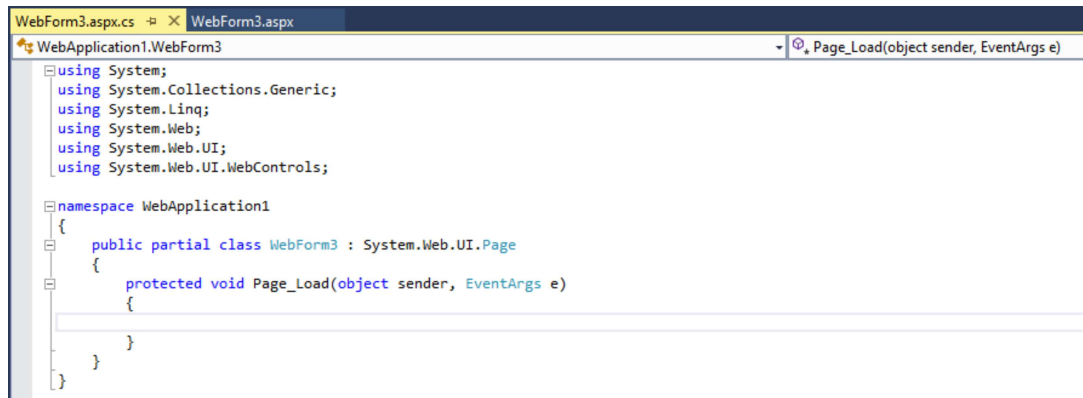 WebForm3.aspx.cs WebForm3.aspx
WebApplication1.WebForm3 Page_Load(object sender, EventArgs e)
using System;
using System.Collections.Generic;
using System.Linq;
using System.Web;
using System.Web.UI;
using System.Web.UI.WebControls;
namespace WebApplication1
{
public partial class WebForm3 : System.Web.UI.Page
{
protected void Page_Load(object sender, EventArgs e)
{
}
}
}